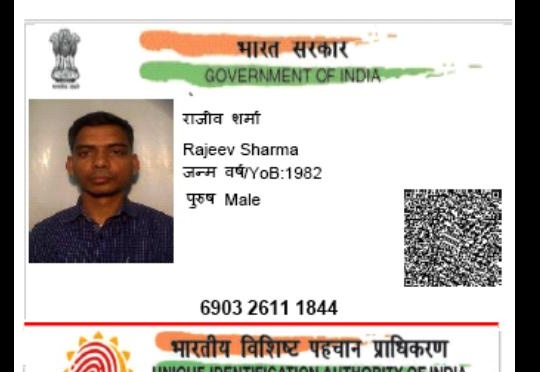 भारत सरकार
GOVERNMENT OF INDIA
राजीव शर्मा
Rajeev Sharma
जन्म वर्ष/YoB:1982
पुरुष Male
6903 2611 1844
भारतीय विशिष्ट पहचान प्राधिकरण
UNIQUE IDENTIFICATION AUTHORITY OF INDIA